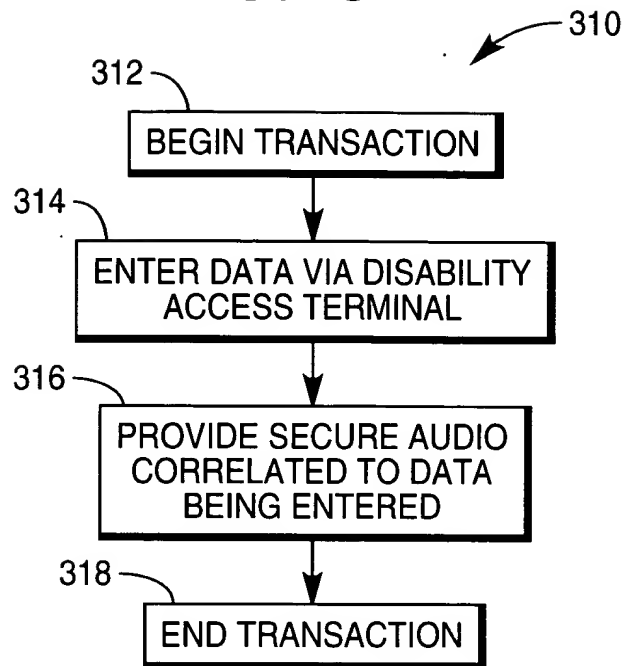 310
312
BEGIN TRANSACTION
314
ENTER DATA VIA DISABILITY
ACCESS TERMINAL
316
PROVIDE SECURE AUDIO
CORRELATED TO DATA
BEING ENTERED
318
END TRANSACTION